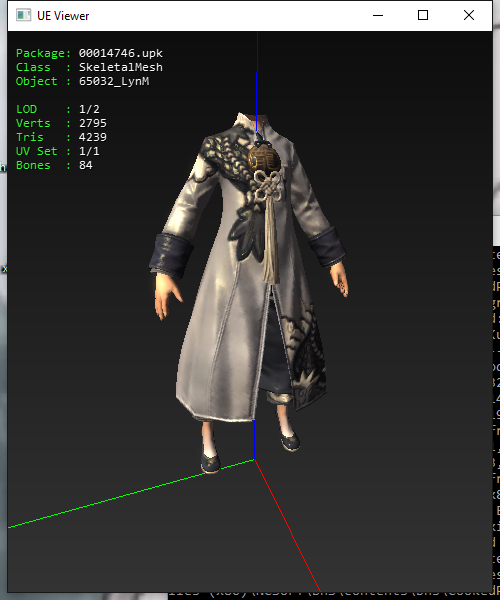 UE Viewer
Package: 00014746.upk
Class : SkeletalMesh
Object : 65032_LynM
LOD : 1/2
Verts : 2795
Tris : 4239
UV Set : 1/1
Bones : 84